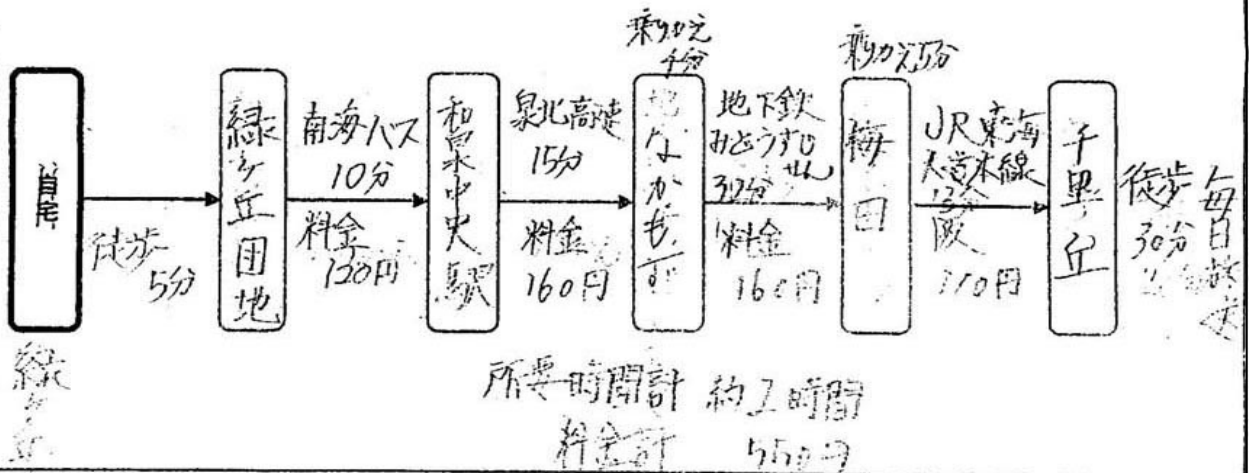 自宅
緑ヶ丘
徒歩
5分
緑ヶ丘団地
南海バス
10分
料金
120円
和泉中央駅
泉北高速
15分
料金
160円
乗りかえ
4分
地なかもず
地下鉄
みどうすじ
せん
30分
料金
160円
乗りかえ5分
梅田
JR東海
道本線
阪
110円
千里丘
徒歩
30分
毎日放送
所要時間計 約2時間
料金計 550円